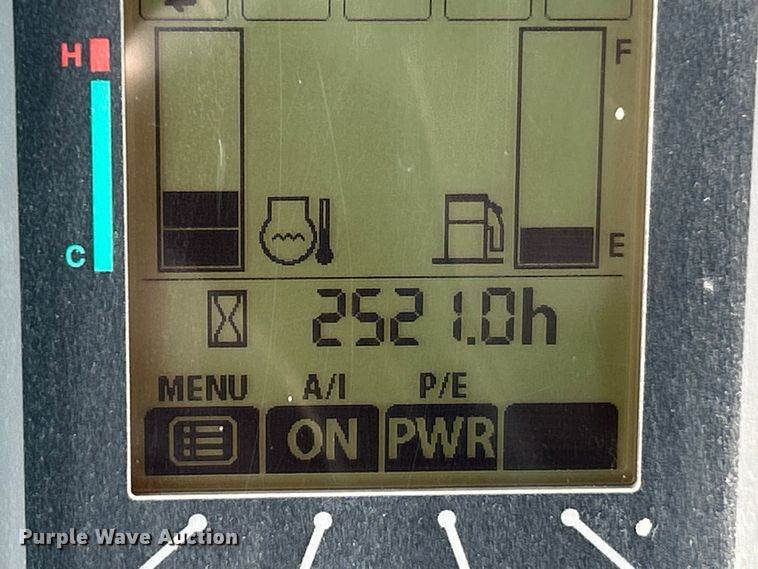 H
F
C
E
2521.0h
MENU A/I P/E
ON PWR
Purple Wave Auction